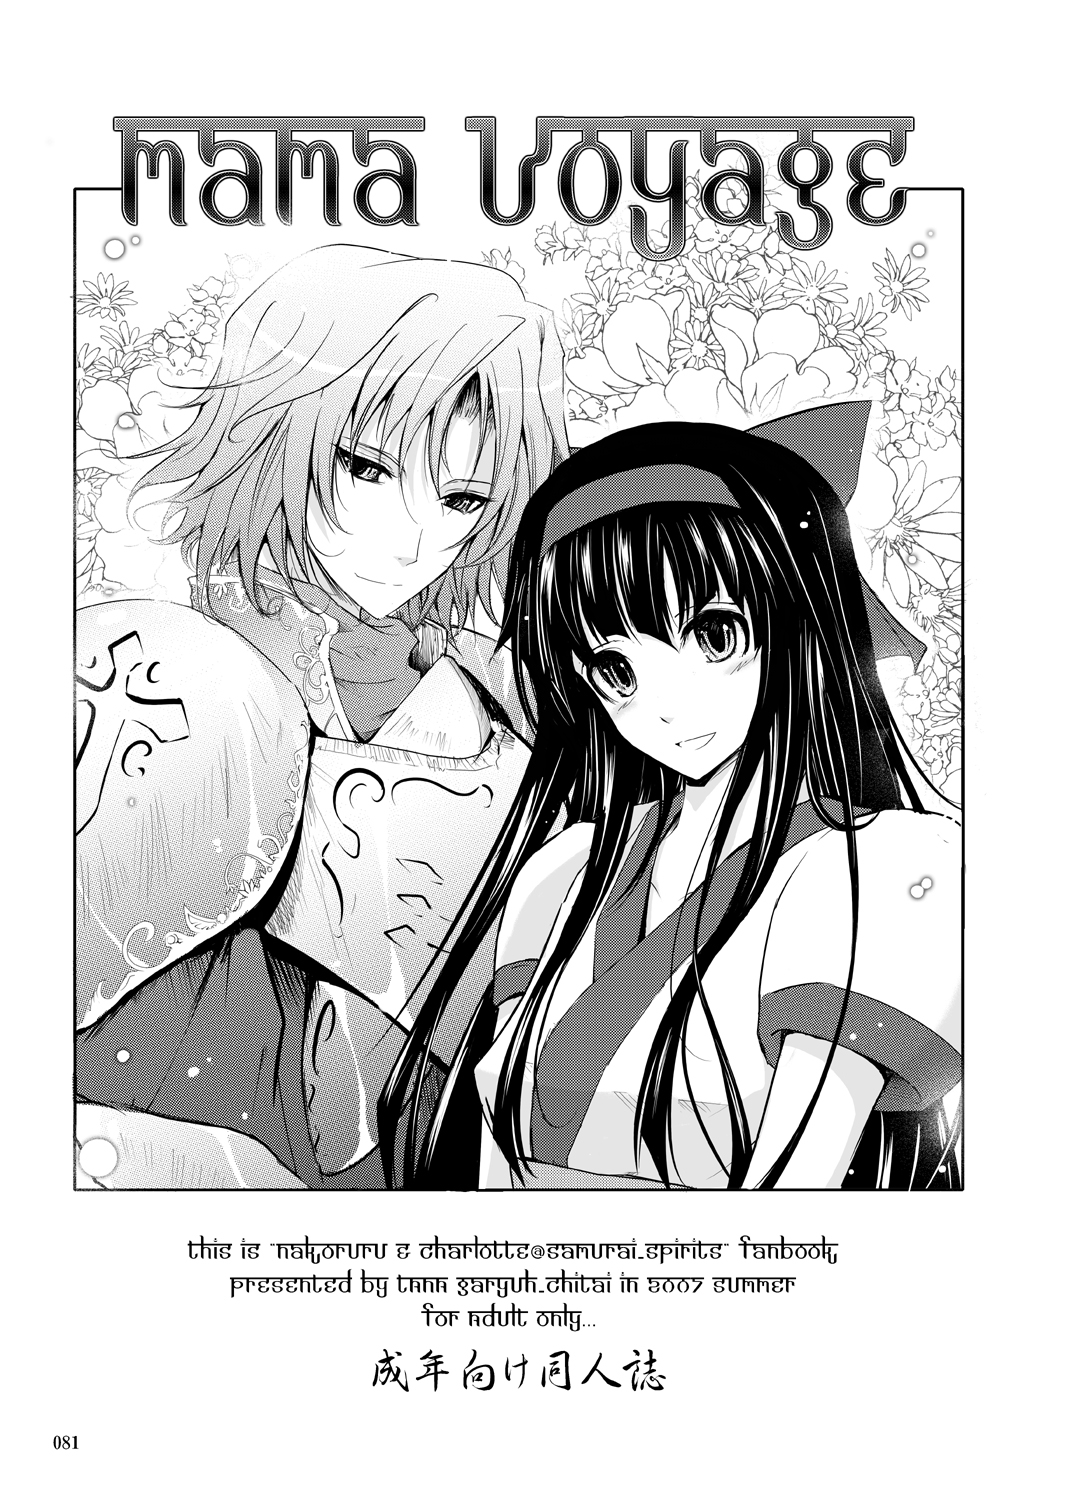 mama voyage
this is "nakoruru & charlotte@samurai_spirits" fanbook
presented by tana garyuh_chitai in 2007 summer
for adult only...
成年向け同人誌
081